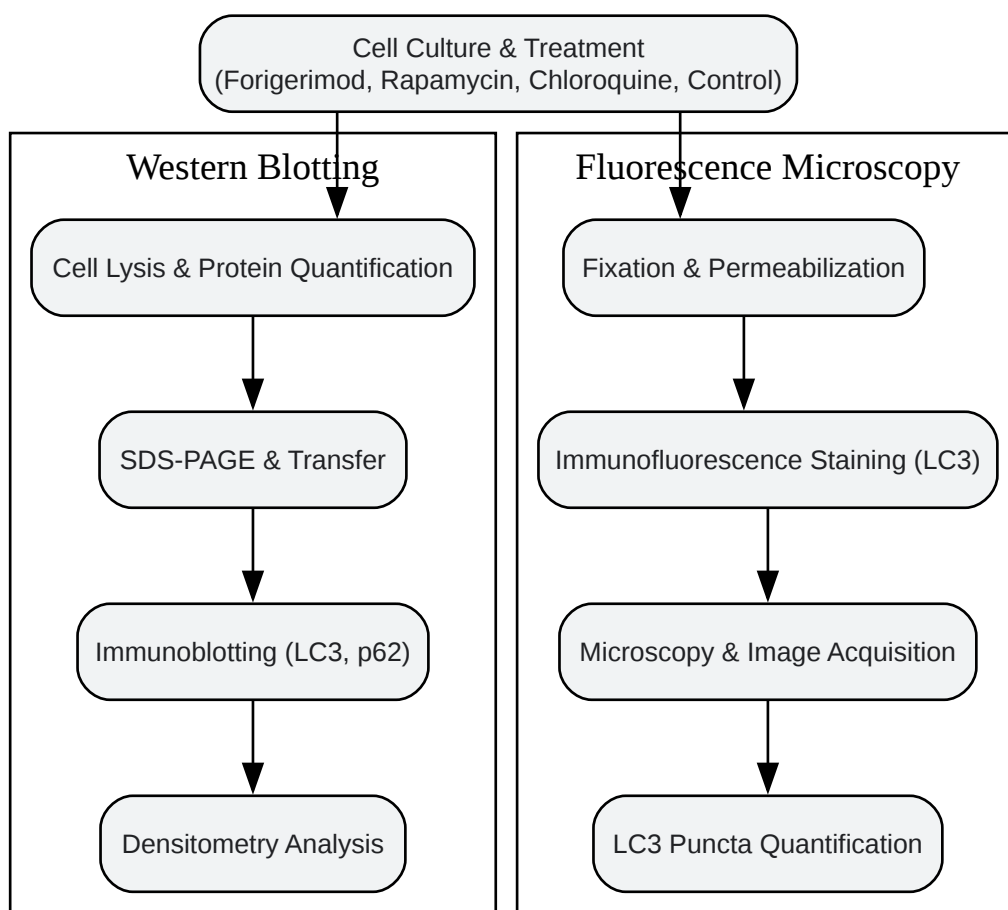 Cell Culture & Treatment
(Forigerimod, Rapamycin, Chloroquine, Control)
Western Blotting
Cell Lysis & Protein Quantification
SDS-PAGE & Transfer
Immunoblotting (LC3, p62)
Densitometry Analysis
Fluorescence Microscopy
Fixation & Permeabilization
Immunofluorescence Staining (LC3)
Microscopy & Image Acquisition
LC3 Puncta Quantification